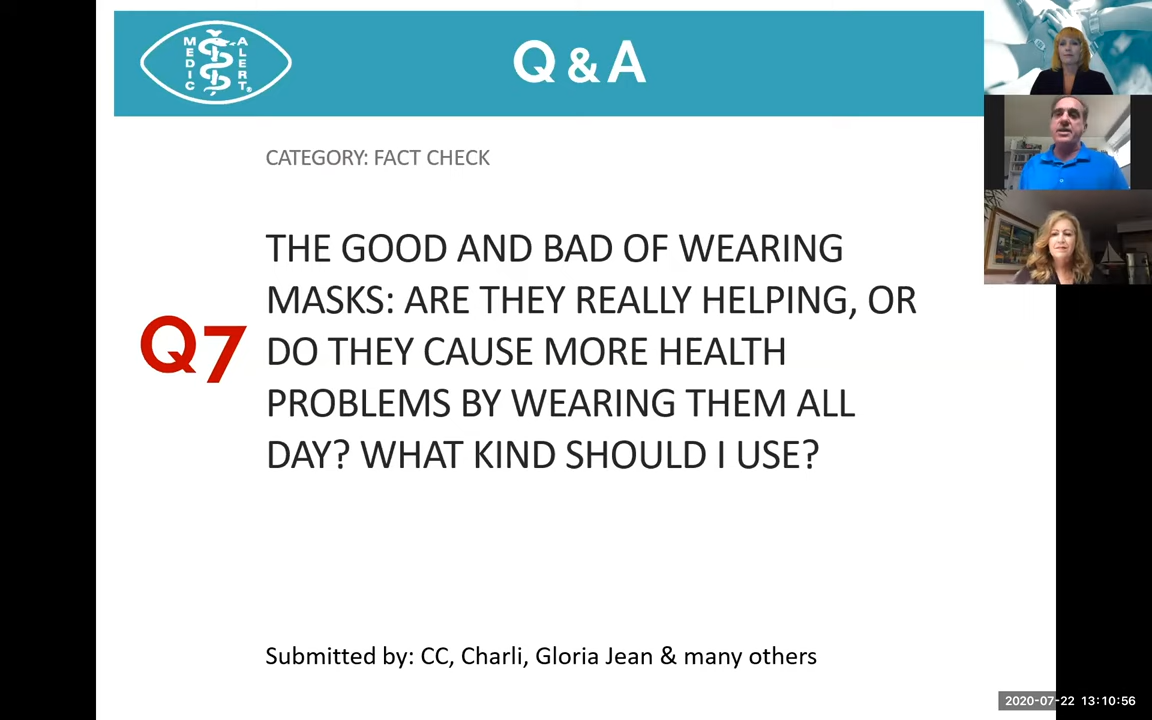 MEDIC ALERT®
Q & A
CATEGORY: FACT CHECK
Q7
THE GOOD AND BAD OF WEARING
MASKS: ARE THEY REALLY HELPING, OR
DO THEY CAUSE MORE HEALTH
PROBLEMS BY WEARING THEM ALL
DAY? WHAT KIND SHOULD I USE?
Submitted by: CC, Charli, Gloria Jean & many others
2020-07-22 13:10:56